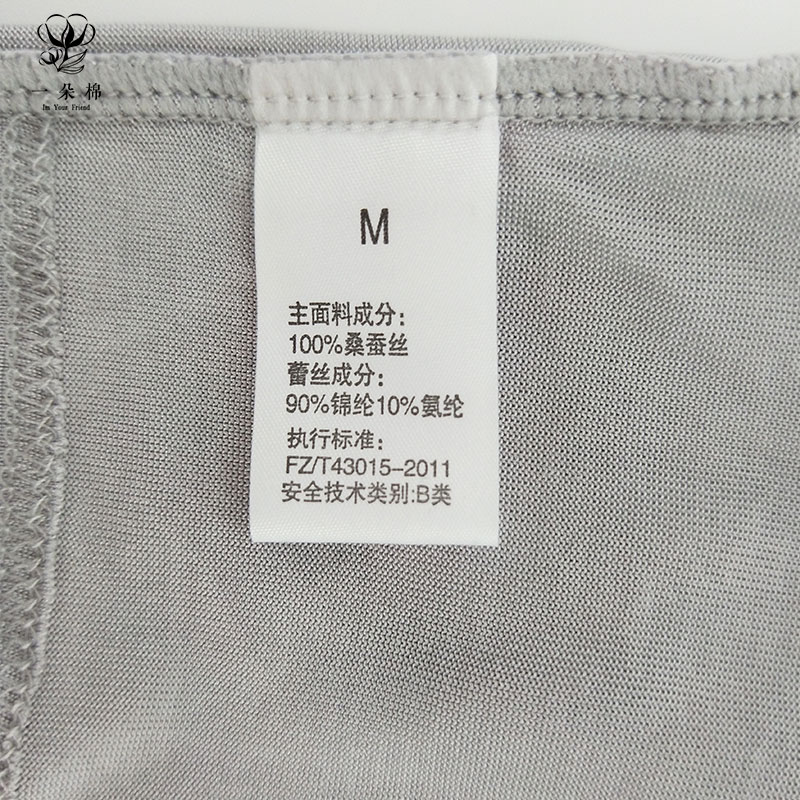 一朵棉
Im Your Friend
M
主面料成分:
100%桑蚕丝
蕾丝成分:
90%锦纶10%氨纶
执行标准:
FZ/T43015-2011
安全技术类别:B类